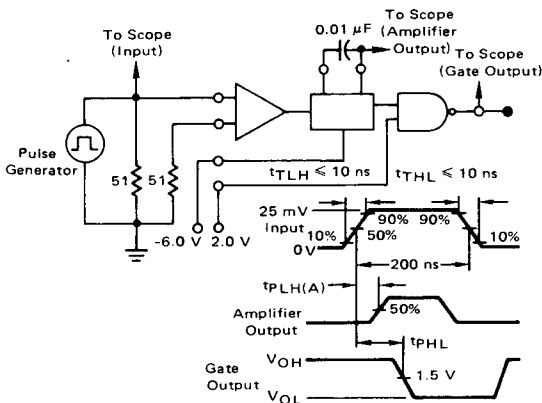 0.01 µF
To Scope
(Amplifier
Output)
To Scope
(Input)
To Scope
(Gate Output)
Pulse
Generator
51
51
-6.0 V
2.0 V
tTLH ≤ 10 ns
tTHL ≤ 10 ns
25 mV
Input
0V
10%
90%
50%
90%
10%
200 ns
tPLH(A)
50%
Amplifier
Output
tPHL
Gate
Output
VOH
1.5 V
VOL